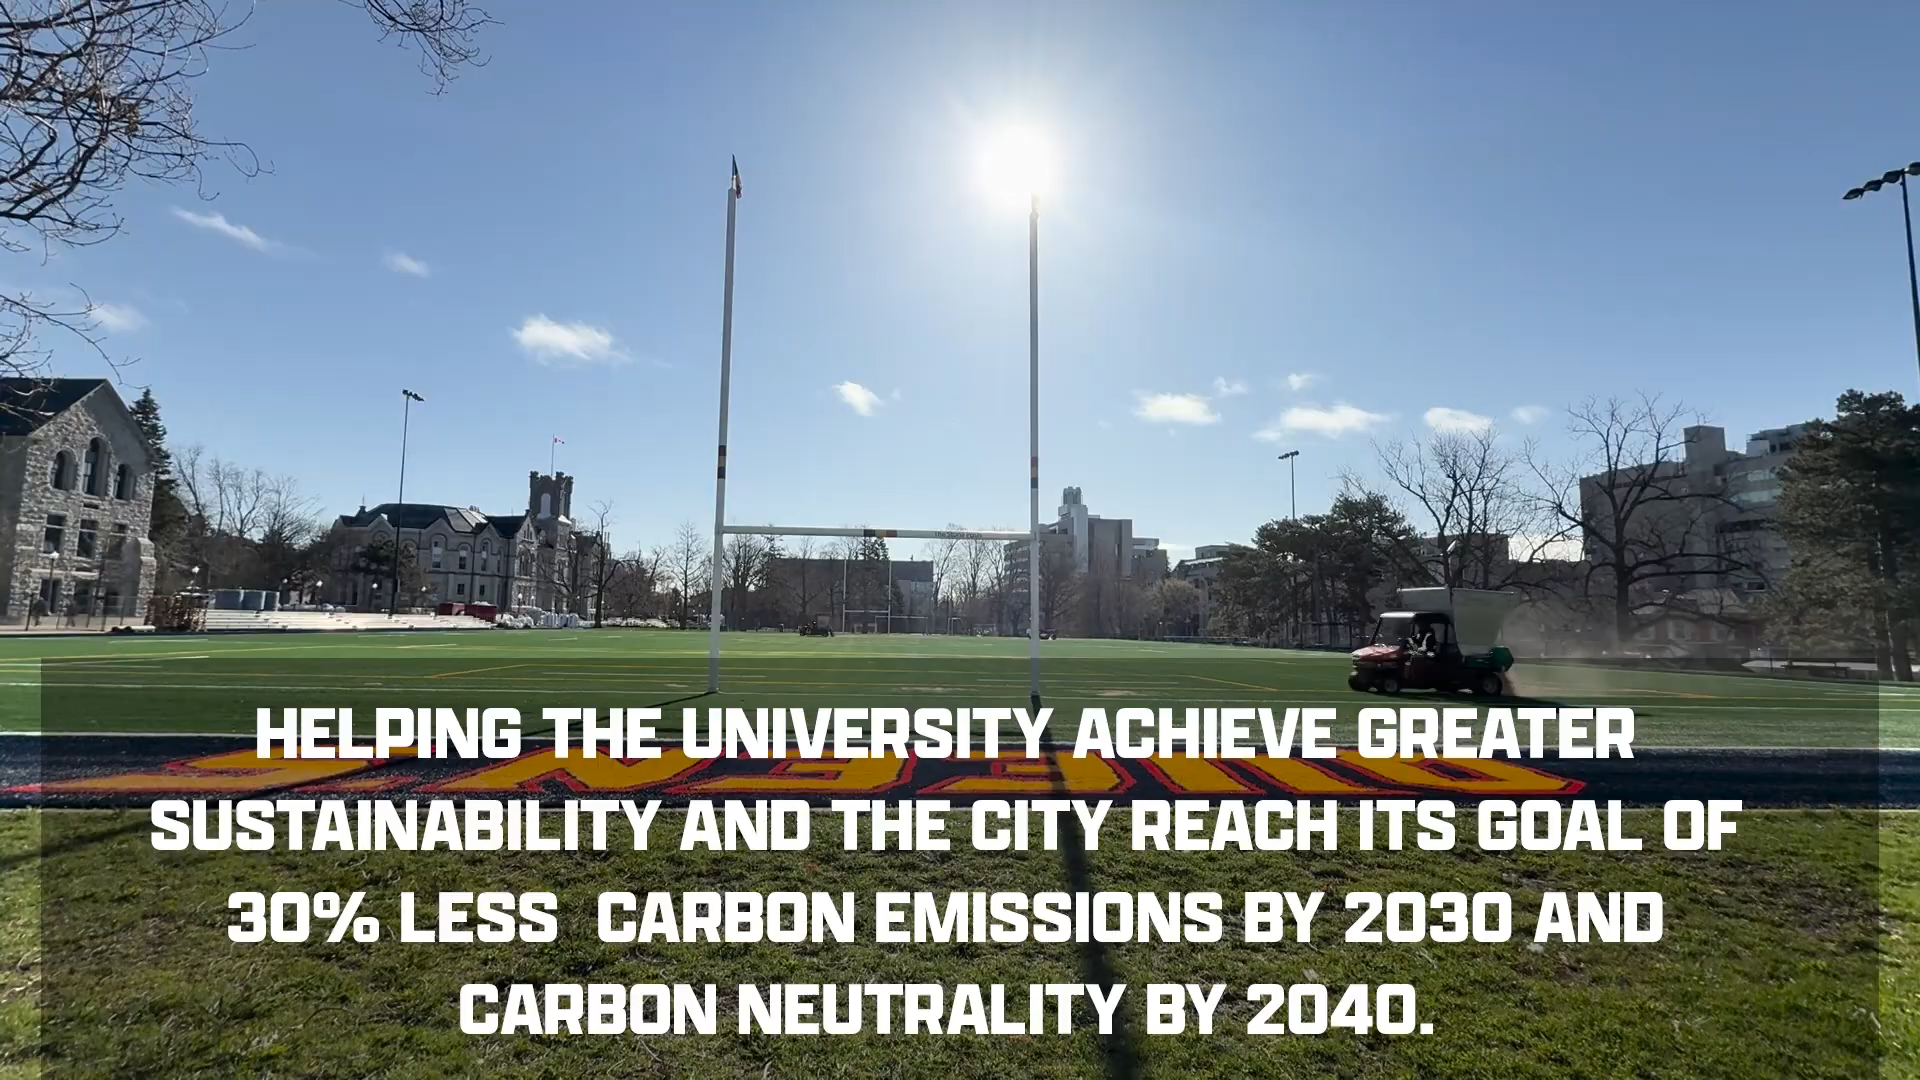 HELPING THE UNIVERSITY ACHIEVE GREATER
SUSTAINABILITY AND THE CITY REACH ITS GOAL OF
30% LESS  CARBON EMISSIONS BY 2030 AND
CARBON NEUTRALITY BY 2040.
QUEEN'S